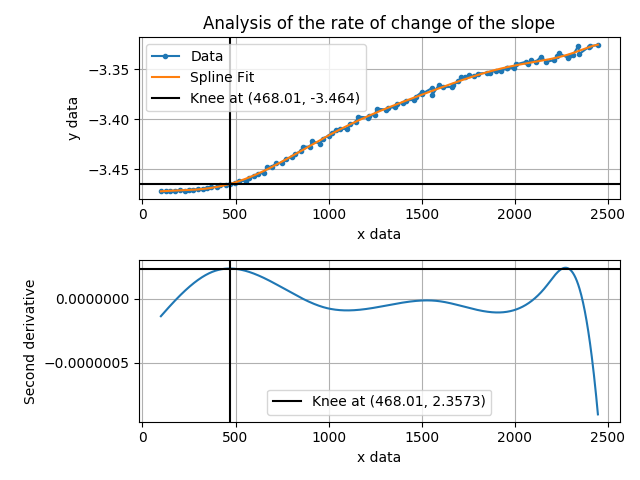 Analysis of the rate of change of the slope
Data
Spline Fit
Knee at (468.01, -3.464)
−3.35
−3.40
−3.45
y data
0
500
1000
1500
2000
2500
x data
0.0000000
−0.0000005
Second derivative
Knee at (468.01, 2.3573)
0
500
1000
1500
2000
2500
x data